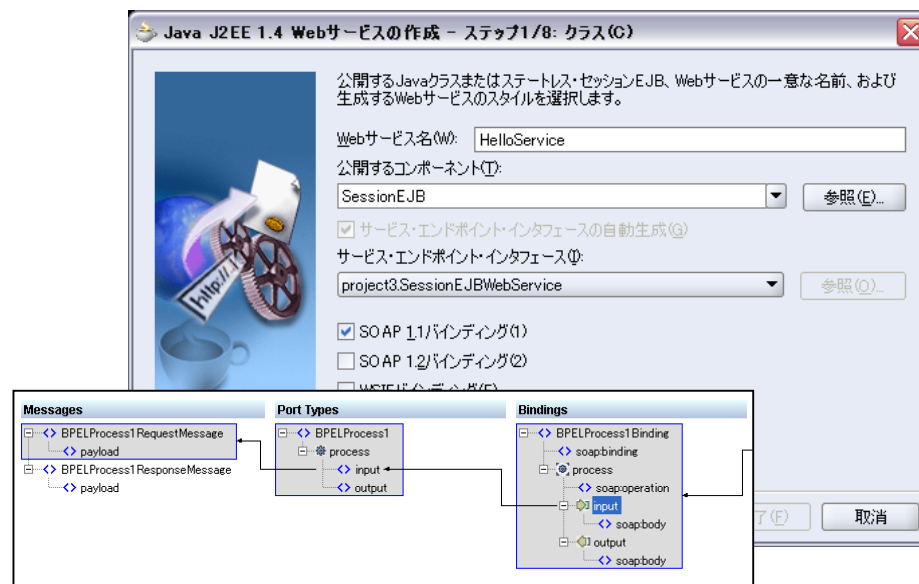 Java J2EE 1.4 Webサービスの作成 - ステップ1/8: クラス(C)
公開するJavaクラスまたはステートレス・セッションEJB、Webサービスの一意な名前、および
生成するWebサービスのスタイルを選択します。
Webサービス名(W):
HelloService
公開するコンポーネント(T):
SessionEJB
参照(E)...
サービス・エンドポイント・インタフェースの自動生成(G)
サービス・エンドポイント・インタフェース(I):
project3.SessionEJBWebService
参照(O)...
SOAP 1.1バインディング(1)
SOAP 1.2バインディング(2)
http://
Messages
BPELProcess1RequestMessage
payload
BPELProcess1ResponseMessage
payload
Port Types
BPELProcess1
process
input
output
Bindings
BPELProcess1Binding
soap:binding
process
soap:operation
input
soap:body
output
soap:body
了(F)
取消